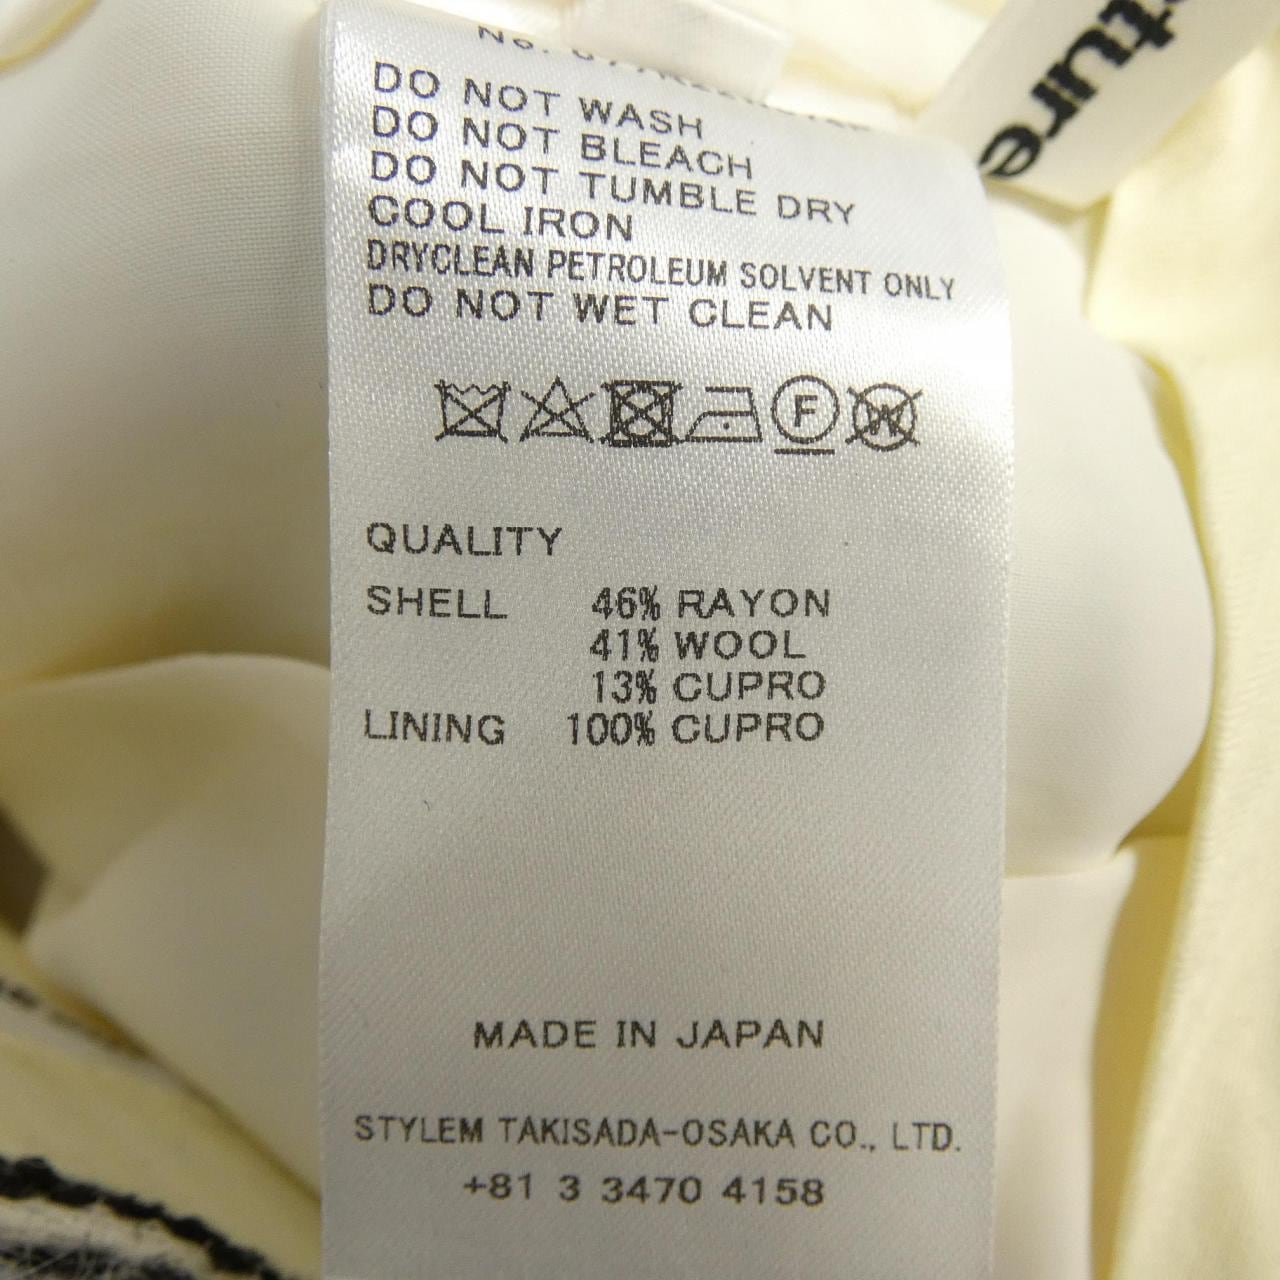 No.
DO NOT WASH
DO NOT BLEACH
DO NOT TUMBLE DRY
COOL IRON
DRYCLEAN PETROLEUM SOLVENT ONLY
DO NOT WET CLEAN
F W
QUALITY
SHELL 46% RAYON
41% WOOL
13% CUPRO
LINING 100% CUPRO
MADE IN JAPAN
STYLEM TAKISADA-OSAKA CO., LTD.
+81 3 3470 4158
cture